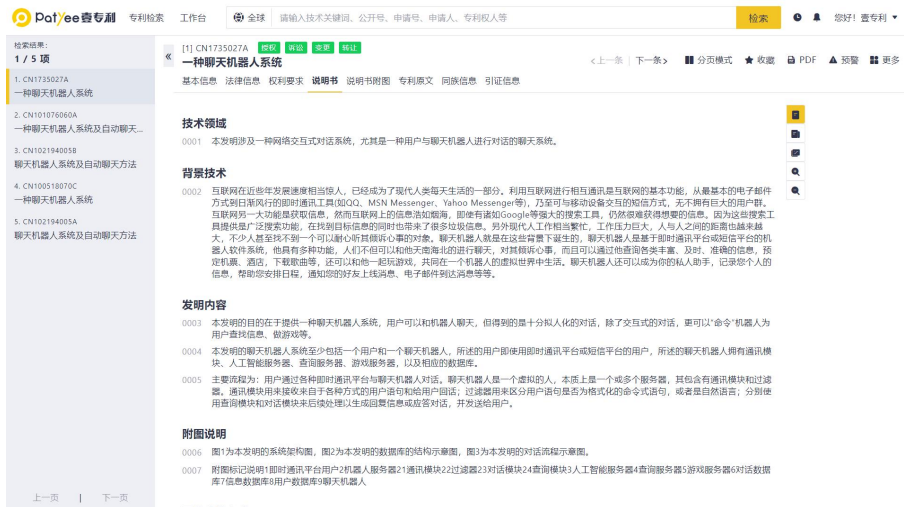 Patyee壹专利 专利检索 工作台 全球 请输入技术关键词、公开号、申请号、申请人、专利权人等 检索 您好！壹专利
检索结果：
1 / 5 项
1. CN1735027A
一种聊天机器人系统
2. CN101076060A
一种聊天机器人系统及自动聊天...
3. CN102194005B
聊天机器人系统及自动聊天方法
4. CN100518070C
一种聊天机器人系统
5. CN102194005A
聊天机器人系统及自动聊天方法
上一页 | 下一页
«
[1] CN1735027A 授权 诉讼 变更 转让
一种聊天机器人系统
<上一条 | 下一条> 分页模式 收藏 PDF 预警 更多
基本信息 法律信息 权利要求 说明书 说明书附图 专利原文 同族信息 引证信息
技术领域
0001 本发明涉及一种网络交互式对话系统，尤其是一种用户与聊天机器人进行对话的聊天系统。
背景技术
0002 互联网在近些年发展速度相当惊人，已经成为了现代人类每天生活的一部分。利用互联网进行相互通讯是互联网的基本功能，从最基本的电子邮件
方式到日渐风行的即时通讯工具(如QQ、MSN Messenger、Yahoo Messenger等)，乃至可与移动设备交互的短信方式，无不拥有巨大的用户群。
互联网另一大功能是获取信息，然而互联网上的信息浩如烟海，即使有诸如Google等强大的搜索工具，仍然很难获得想要的信息。因为这些搜索工
具提供是广泛搜索功能，在找到目标信息的同时也带来了很多垃圾信息。另外现代人工作相当繁忙，工作压力巨大，人与人之间的距离也越来越
大，不少人甚至找不到一个可以耐心听其倾诉心事的对象。聊天机器人就是在这些背景下诞生的，聊天机器人是基于即时通讯平台或短信平台的机
器人软件系统，他具有多种功能，人们不但可以和他天南海北的进行聊天，对其倾诉心事，而且可以通过他查询各类丰富、及时、准确的信息，预
定机票、酒店，下载歌曲等，还可以和他一起玩游戏，共同在一个机器人的虚拟世界中生活。聊天机器人还可以成为你的私人助手，记录您个人的
信息，帮助您安排日程，通知您的好友上线消息、电子邮件到达消息等等。
发明内容
0003 本发明的目的在于提供一种聊天机器人系统，用户可以和机器人聊天，但得到的是十分拟人化的对话，除了交互式的对话，更可以“命令”机器人为
用户查找信息、做游戏等。
0004 本发明的聊天机器人系统至少包括一个用户和一个聊天机器人，所述的用户即使用即时通讯平台或短信平台的用户，所述的聊天机器人拥有通讯模
块、人工智能服务器、查询服务器、游戏服务器，以及相应的数据库。
0005 主要流程为：用户通过各种即时通讯平台与聊天机器人对话。聊天机器人是一个虚拟的人，本质上是一个或多个服务器，其包含有通讯模块和过滤
器。通讯模块用来接收来自于各种方式的用户语句和给用户回话；过滤器用来区分用户语句是否为格式化的命令式语句，或者是自然语言；分别使
用查询模块和对话模块来后续处理以生成回复信息或应答对话，并发送给用户。
附图说明
0006 图1为本发明的系统架构图，图2为本发明的数据库的结构示意图，图3为本发明的对话流程示意图。
0007 附图标记说明1即时通讯平台用户2机器人服务器21通讯模块22过滤器23对话模块24查询模块3人工智能服务器4查询服务器5游戏服务器6对话数据
库7信息数据库8用户数据库9聊天机器人